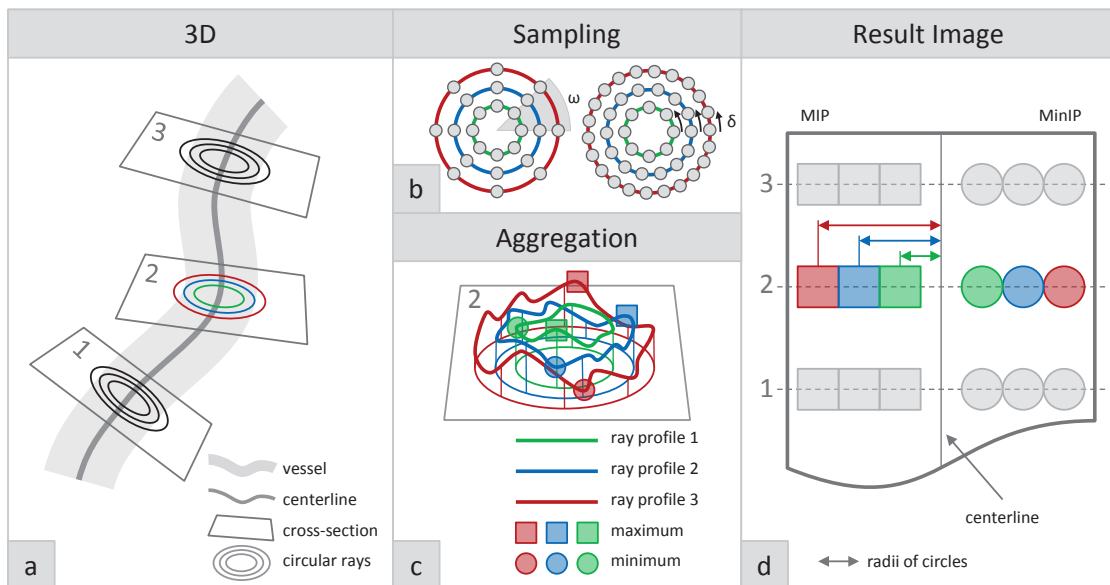 3D
3
2
1
vessel
centerline
cross-section
circular rays
a
Sampling
ω
δ
b
Aggregation
2
ray profile 1
ray profile 2
ray profile 3
maximum
minimum
c
Result Image
MIP
MinIP
3
2
1
centerline
radii of circles
d